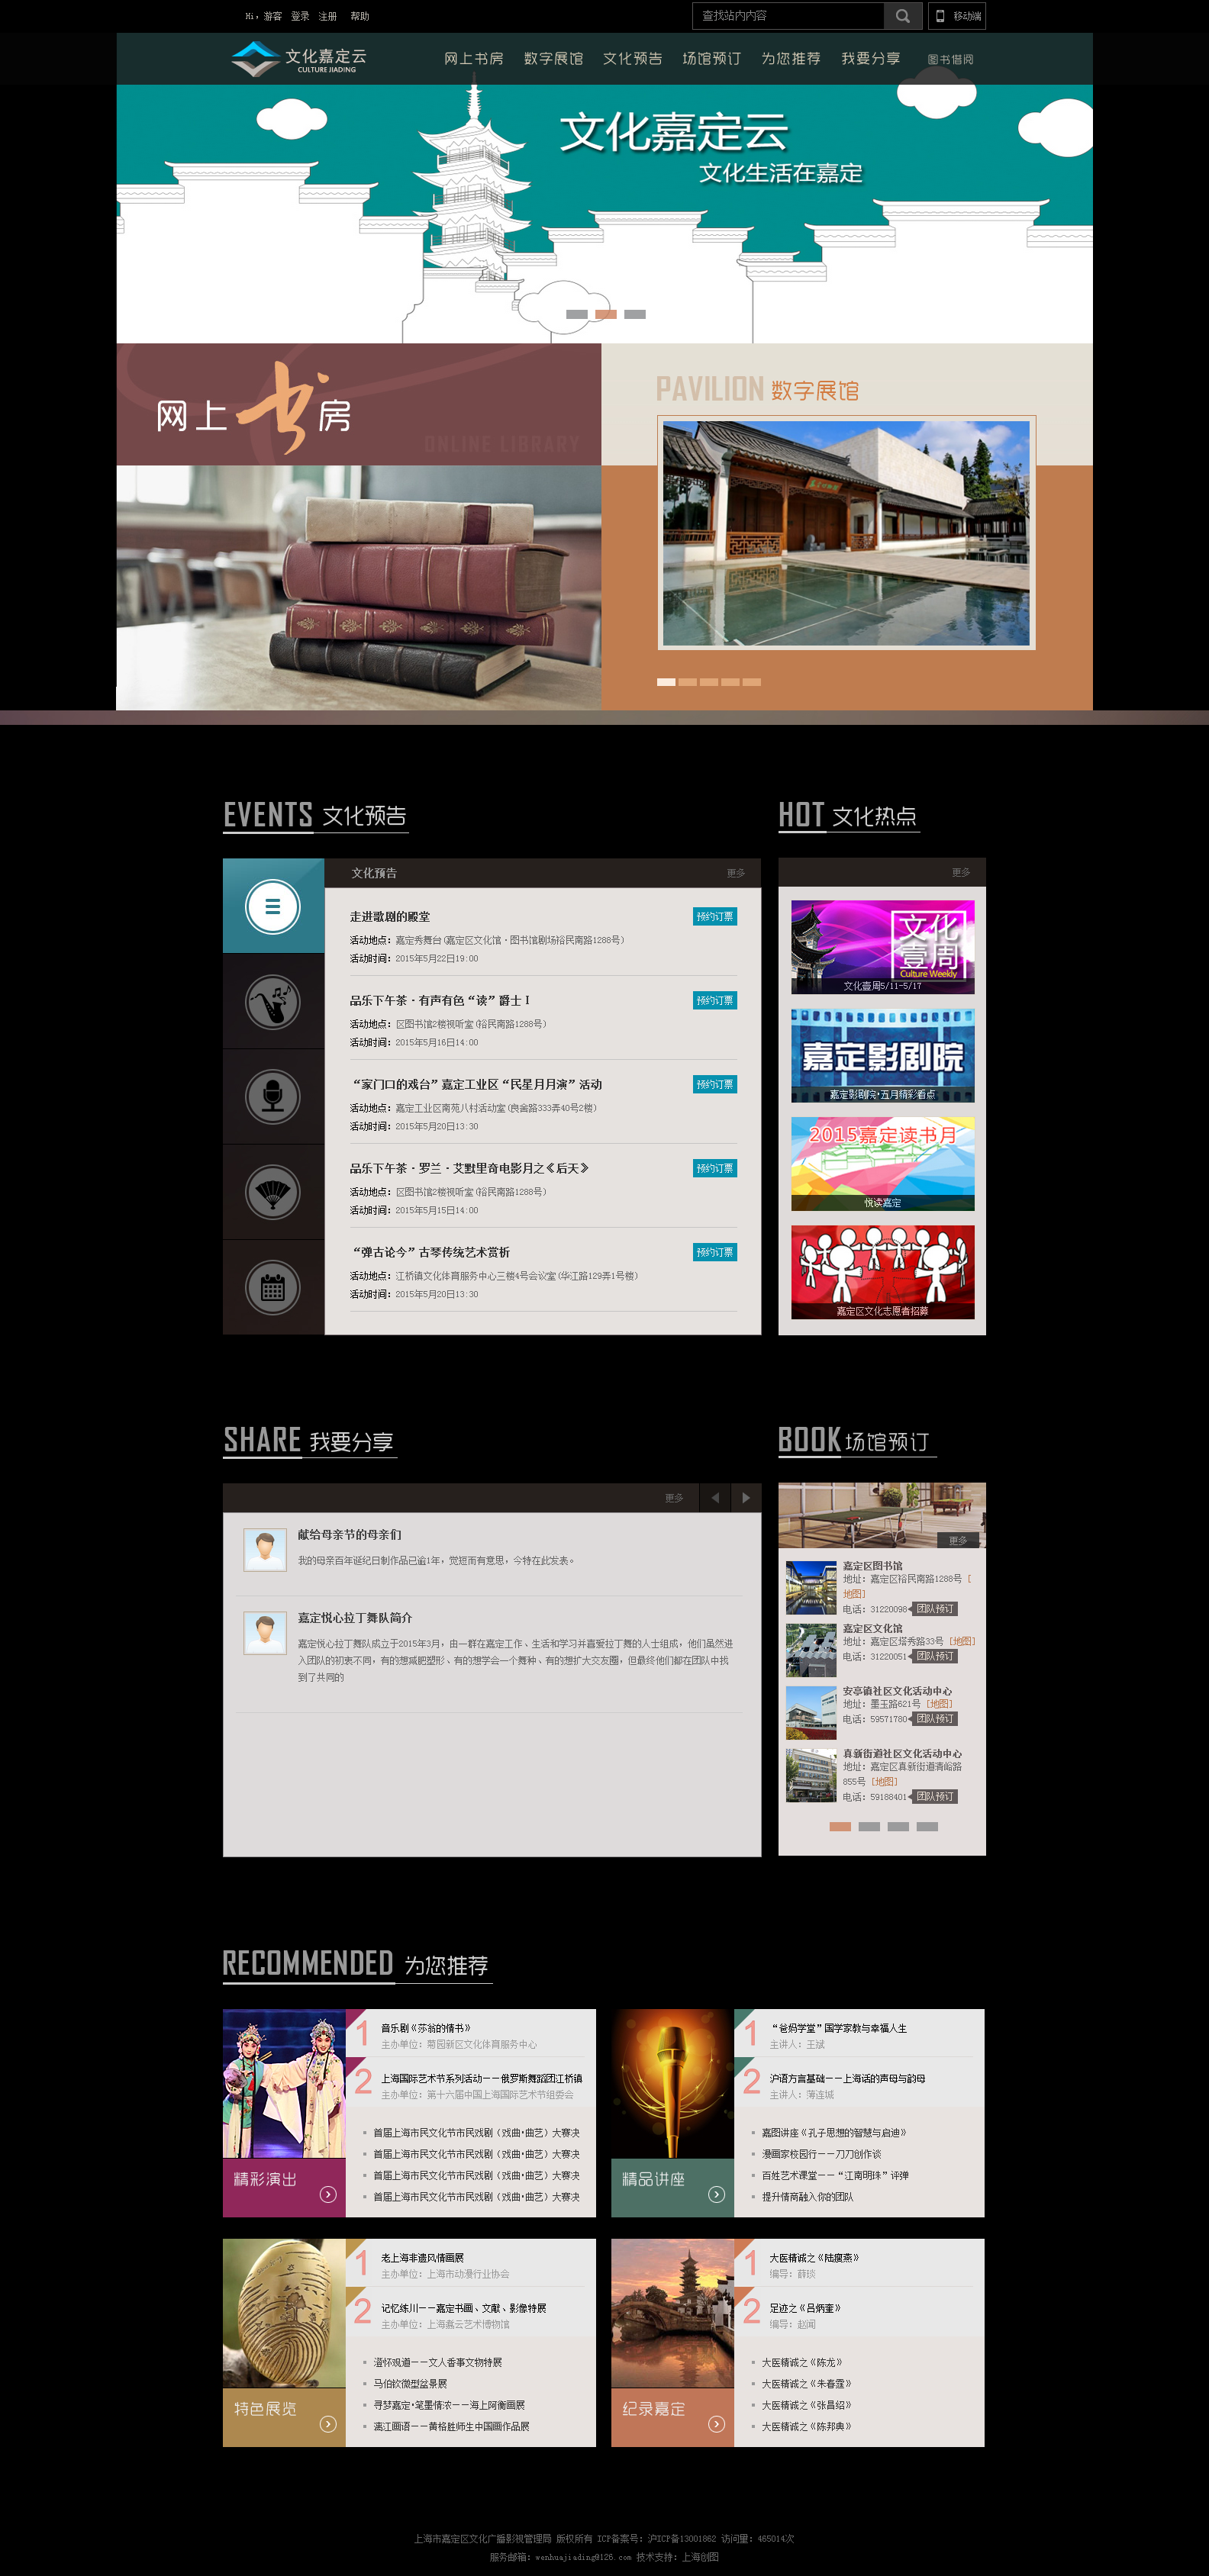 Hi，游客 登录 注册 帮助
查找站内内容
移动端
文化嘉定云
CULTURE JIADING
网上书房 数字展馆 文化预告 场馆预订 为您推荐 我要分享 图书借阅
文化嘉定云
文化生活在嘉定
网上书房
ONLINE LIBRARY
PAVILION 数字展馆
EVENTS 文化预告
文化预告 更多
走进歌剧的殿堂 预约订票
活动地点：嘉定秀舞台(嘉定区文化馆·图书馆剧场裕民南路1288号)
活动时间：2015年5月22日19:00
品乐下午茶·有声有色“读”爵士Ⅰ 预约订票
活动地点：区图书馆2楼视听室(裕民南路1288号)
活动时间：2015年5月16日14:00
“家门口的戏台”嘉定工业区“民星月月演”活动 预约订票
活动地点：嘉定工业区南苑八村活动室(良舍路333弄40号2楼)
活动时间：2015年5月20日13:30
品乐下午茶·罗兰·艾默里奇电影月之《后天》 预约订票
活动地点：区图书馆2楼视听室(裕民南路1288号)
活动时间：2015年5月15日14:00
“弹古论今”古琴传统艺术赏析 预约订票
活动地点：江桥镇文化体育服务中心三楼4号会议室(华江路129弄1号楼)
活动时间：2015年5月20日13:30
HOT 文化热点
更多
文化壹周
Culture Weekly
文化壹周5/11-5/17
嘉定影剧院
嘉定影剧院·五月精彩看点
2015嘉定读书月
悦读嘉定
嘉定区文化志愿者招募
SHARE 我要分享
更多
献给母亲节的母亲们
我的母亲百年诞纪日制作品已逾1年，觉短而有意思，今特在此发表。
嘉定悦心拉丁舞队简介
嘉定悦心拉丁舞队成立于2015年3月，由一群在嘉定工作、生活和学习并喜爱拉丁舞的人士组成，他们虽然进
入团队的初衷不同，有的想减肥塑形、有的想学会一个舞种、有的想扩大交友圈，但最终他们都在团队中找
到了共同的
BOOK 场馆预订
更多
嘉定区图书馆
地址：嘉定区裕民南路1288号 [
地图]
电话：31220098 团队预订
嘉定区文化馆
地址：嘉定区塔秀路33号 [地图]
电话：31220051 团队预订
安亭镇社区文化活动中心
地址：墨玉路621号 [地图]
电话：59571780 团队预订
真新街道社区文化活动中心
地址：嘉定区真新街道清峪路
855号 [地图]
电话：59188401 团队预订
RECOMMENDED 为您推荐
精彩演出
1 音乐剧《莎翁的情书》
主办单位：菊园新区文化体育服务中心
2 上海国际艺术节系列活动——俄罗斯舞蹈团江桥镇
主办单位：第十六届中国上海国际艺术节组委会
首届上海市民文化节市民戏剧（戏曲·曲艺）大赛决
首届上海市民文化节市民戏剧（戏曲·曲艺）大赛决
首届上海市民文化节市民戏剧（戏曲·曲艺）大赛决
首届上海市民文化节市民戏剧（戏曲·曲艺）大赛决
精品讲座
1 “爸妈学堂”国学家教与幸福人生
主讲人：王斌
2 沪语方言基础——上海话的声母与韵母
主讲人：薄连城
嘉图讲座《孔子思想的智慧与启迪》
漫画家校园行——刀刀创作谈
百姓艺术课堂——“江南明珠”评弹
提升情商融入你的团队
特色展览
1 老上海非遗风情画展
主办单位：上海市动漫行业协会
2 记忆练川——嘉定书画、文献、影像特展
主办单位：上海翥云艺术博物馆
澄怀观道——文人香事文物特展
马伯钦微型盆景展
寻梦嘉定·笔墨情浓——海上阿衡画展
漓江画语——黄格胜师生中国画作品展
纪录嘉定
1 大医精诚之《陆瘦燕》
编导：薛琰
2 足迹之《吕炳奎》
编导：赵闻
大医精诚之《陈龙》
大医精诚之《朱春霆》
大医精诚之《张昌绍》
大医精诚之《陈邦典》
上海市嘉定区文化广播影视管理局 版权所有 ICP备案号：沪ICP备13001862 访问量：465014次
服务邮箱：wenhuajiading@126.com 技术支持：上海创图